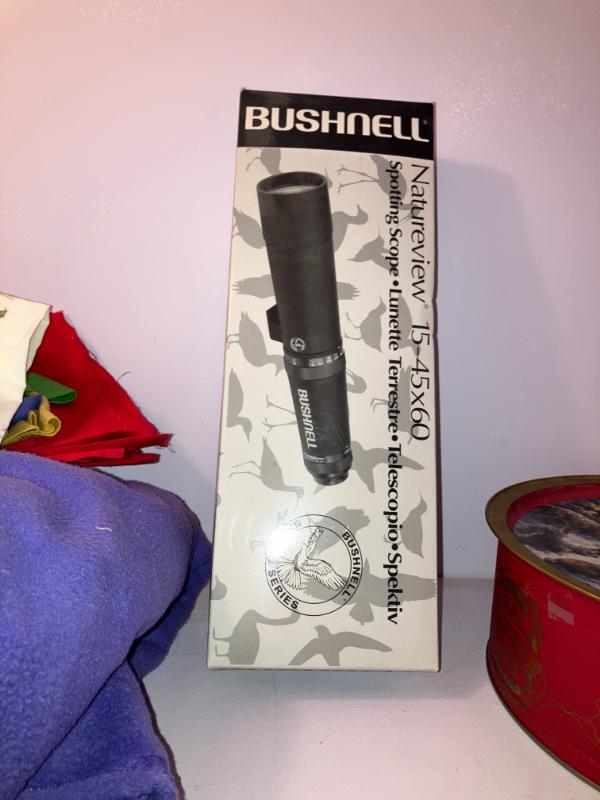 BUSHNELL®
Natureview® 15-45x60
Spotting Scope • Lunette Terrestre • Telescopio • Spektiv
BUSHNELL
BUSHNELL®
SERIES